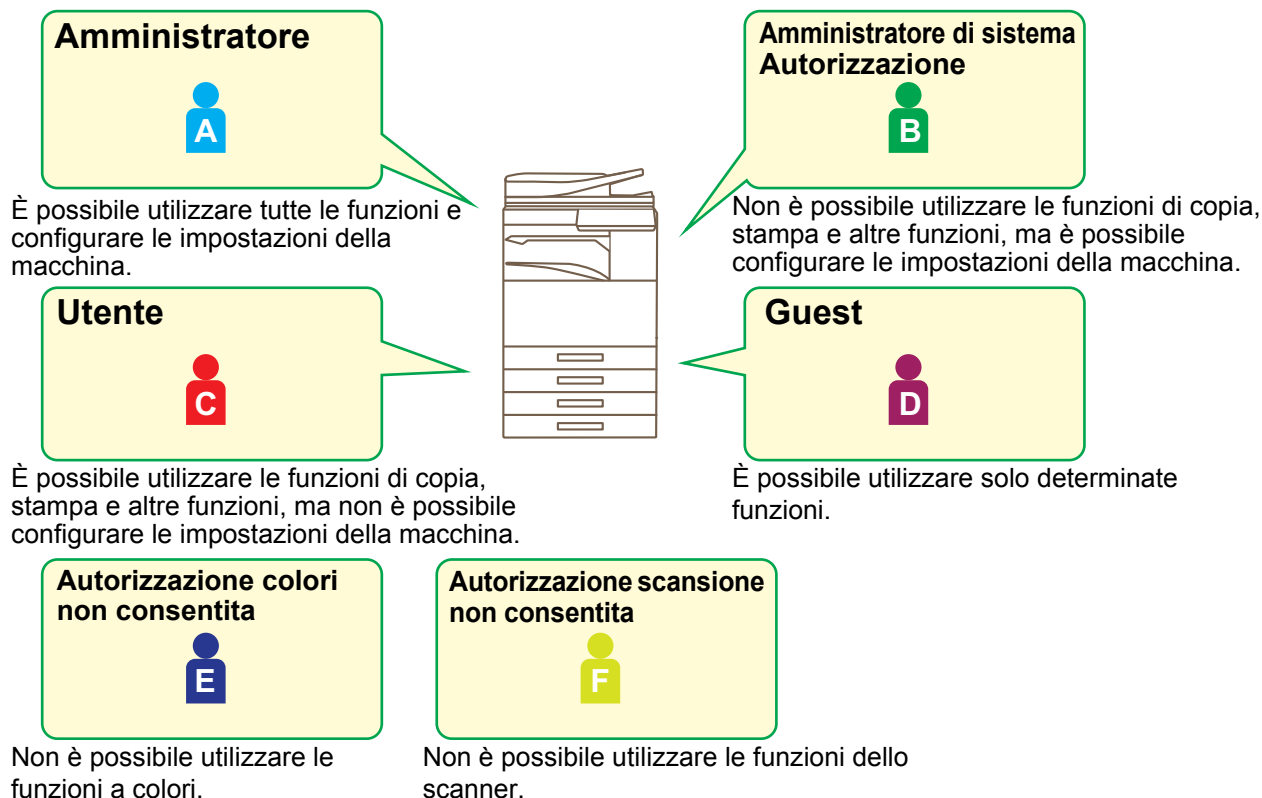 Amministratore
A
È possibile utilizzare tutte le funzioni e
configurare le impostazioni della
macchina.
Amministratore di sistema
Autorizzazione
B
Non è possibile utilizzare le funzioni di copia,
stampa e altre funzioni, ma è possibile
configurare le impostazioni della macchina.
Utente
C
È possibile utilizzare le funzioni di copia,
stampa e altre funzioni, ma non è possibile
configurare le impostazioni della macchina.
Guest
D
È possibile utilizzare solo determinate
funzioni.
Autorizzazione colori
non consentita
E
Non è possibile utilizzare le
funzioni a colori.
Autorizzazione scansione
non consentita
F
Non è possibile utilizzare le funzioni dello
scanner.